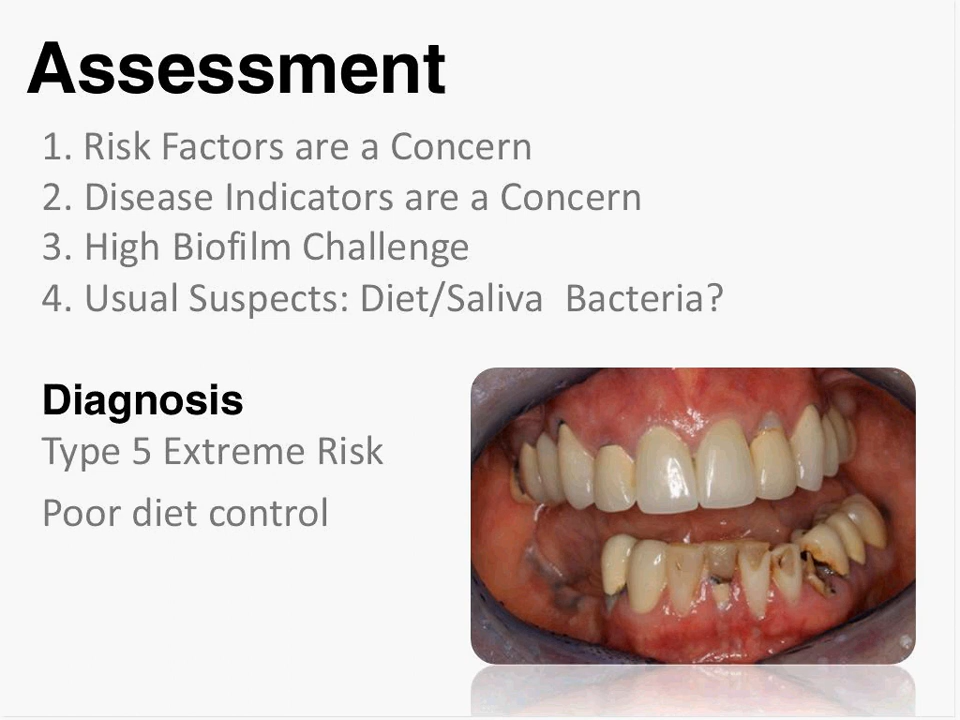 Assessment
1. Risk Factors are a Concern
2. Disease Indicators are a Concern
3. High Biofilm Challenge
4. Usual Suspects: Diet/Saliva  Bacteria?
Diagnosis
Type 5 Extreme Risk
Poor diet control